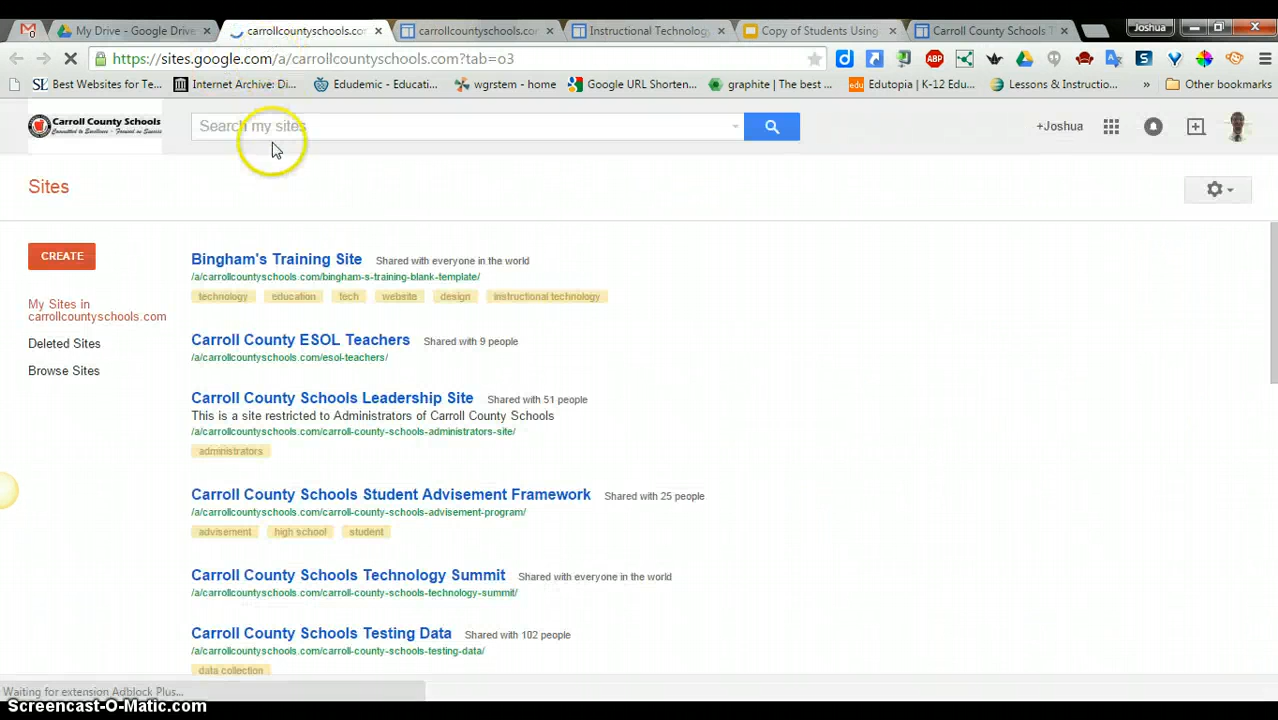 My Drive - Google Drive
carrollcountyschools.co
carrollcountyschools.co
Instructional Technology
Copy of Students Using
Carroll County Schools T
Joshua
https://sites.google.com/a/carrollcountyschools.com?tab=o3
Best Websites for Te...
Internet Archive: Di...
Edudemic - Educati...
wgrstem - home
Google URL Shorten...
graphite | The best ...
edu Edutopia | K-12 Edu...
Lessons & Instructio...
» Other bookmarks
Carroll County Schools
Committed to Excellence - Focused on Success
Search my sites
+Joshua
Sites
CREATE
My Sites in
carrollcountyschools.com
Deleted Sites
Browse Sites
Bingham's Training Site Shared with everyone in the world
/a/carrollcountyschools.com/bingham-s-training-blank-template/
technology education tech website design instructional technology
Carroll County ESOL Teachers Shared with 9 people
/a/carrollcountyschools.com/esol-teachers/
Carroll County Schools Leadership Site Shared with 51 people
This is a site restricted to Administrators of Carroll County Schools
/a/carrollcountyschools.com/carroll-county-schools-administrators-site/
administrators
Carroll County Schools Student Advisement Framework Shared with 25 people
/a/carrollcountyschools.com/carroll-county-schools-advisement-program/
advisement high school student
Carroll County Schools Technology Summit Shared with everyone in the world
/a/carrollcountyschools.com/carroll-county-schools-technology-summit/
Carroll County Schools Testing Data Shared with 102 people
/a/carrollcountyschools.com/carroll-county-schools-testing-data/
data collection
Waiting for extension Adblock Plus...
Screencast-O-Matic.com